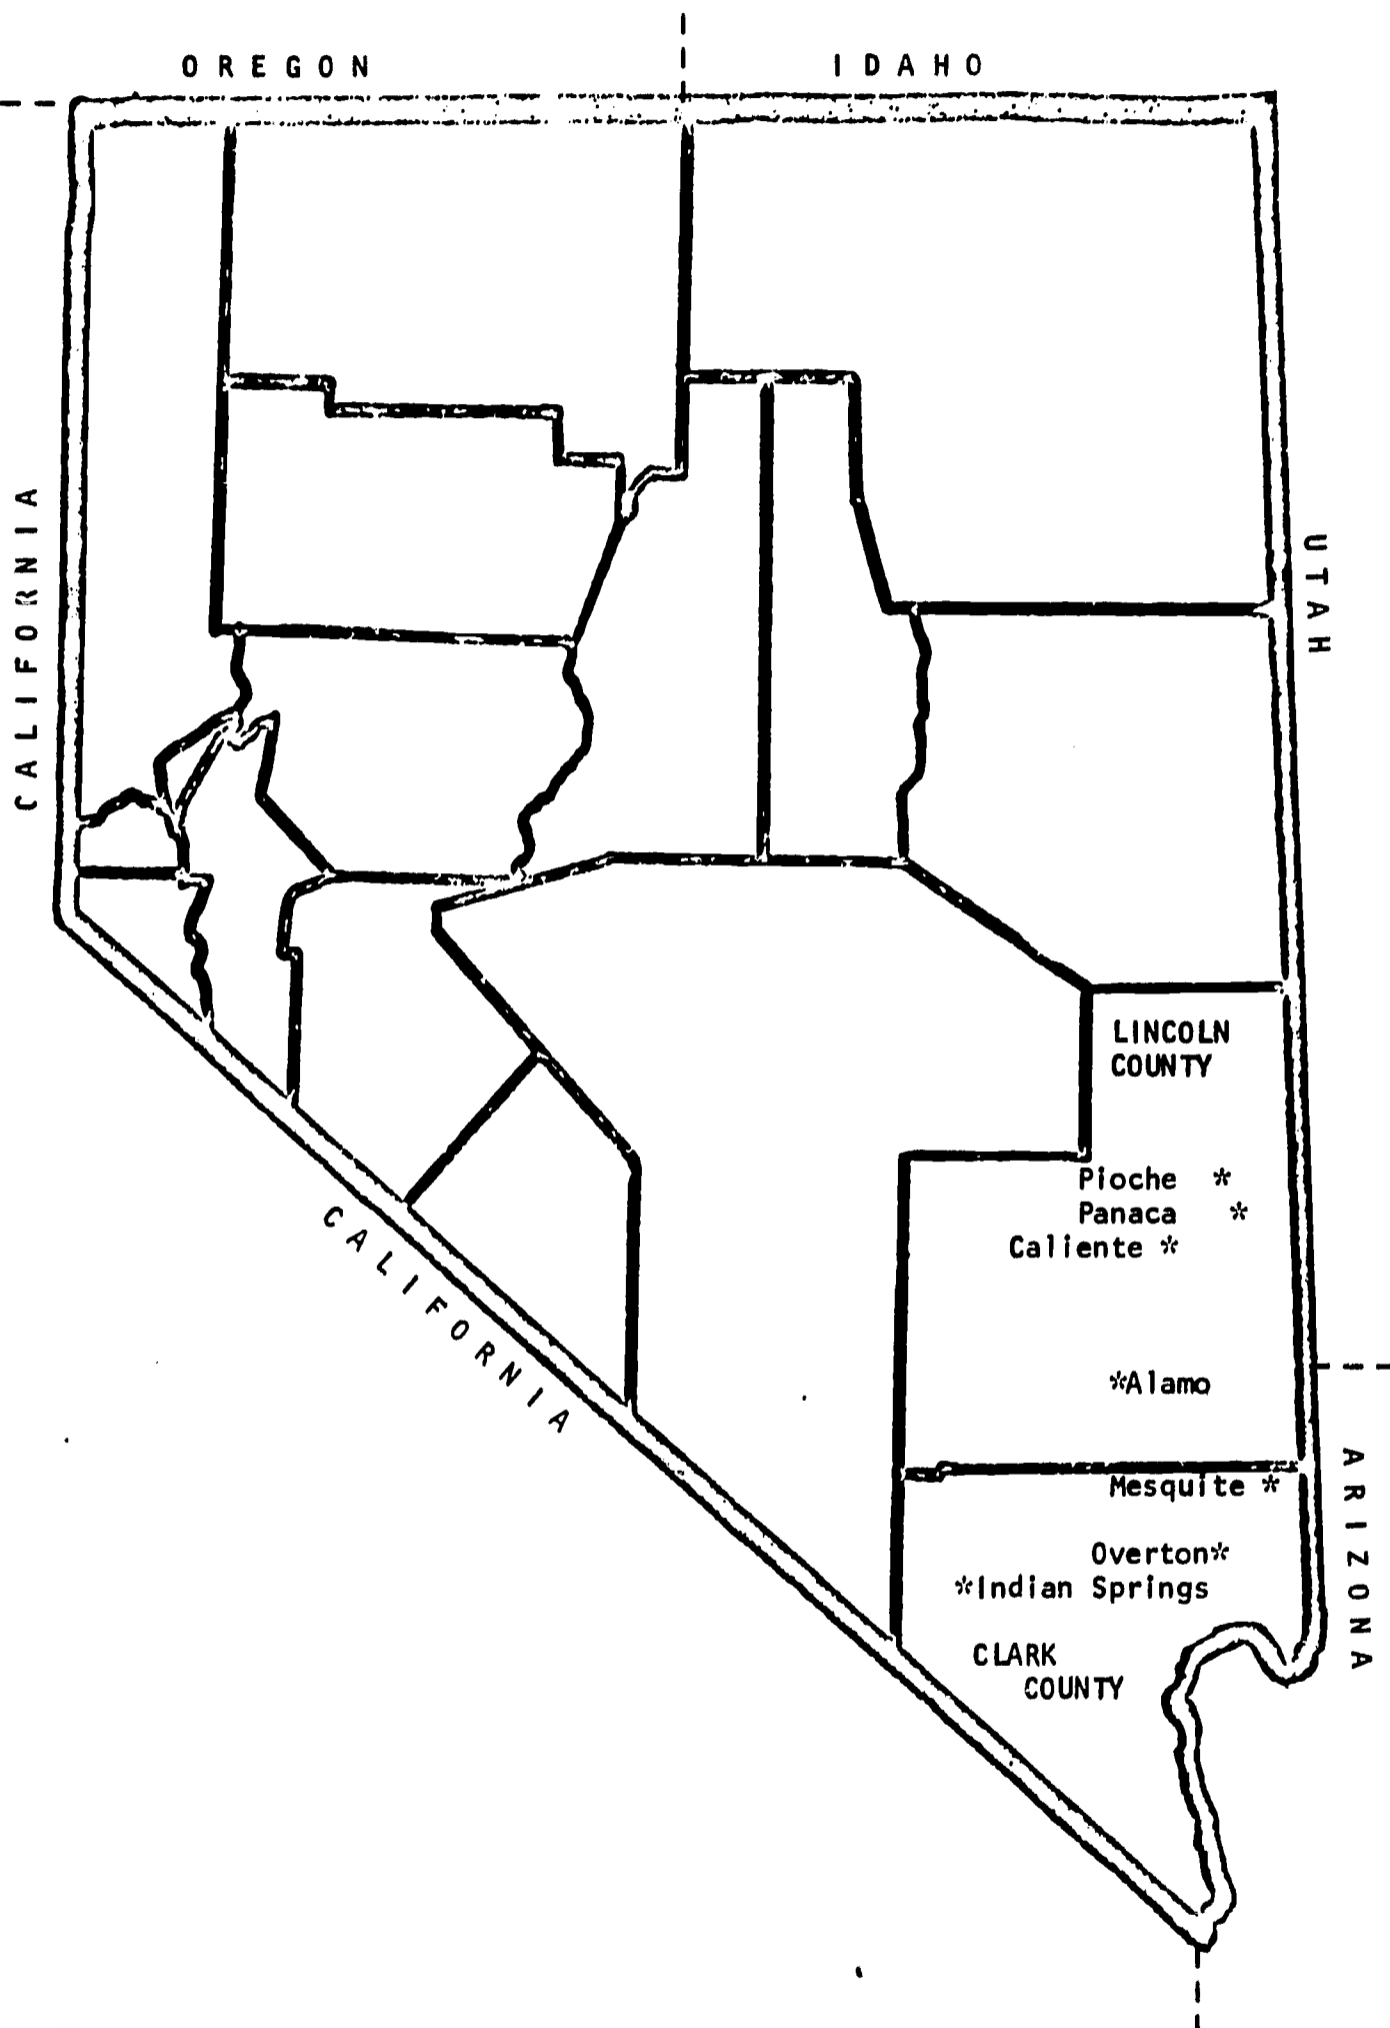 OREGON
IDAHO
CALIFORNIA
UTAH
LINCOLN
COUNTY
Pioche *
Panaca *
Caliente *
CALIFORNIA
*Alamo
ARIZONA
Mesquite *
Overton*
*Indian Springs
CLARK
COUNTY